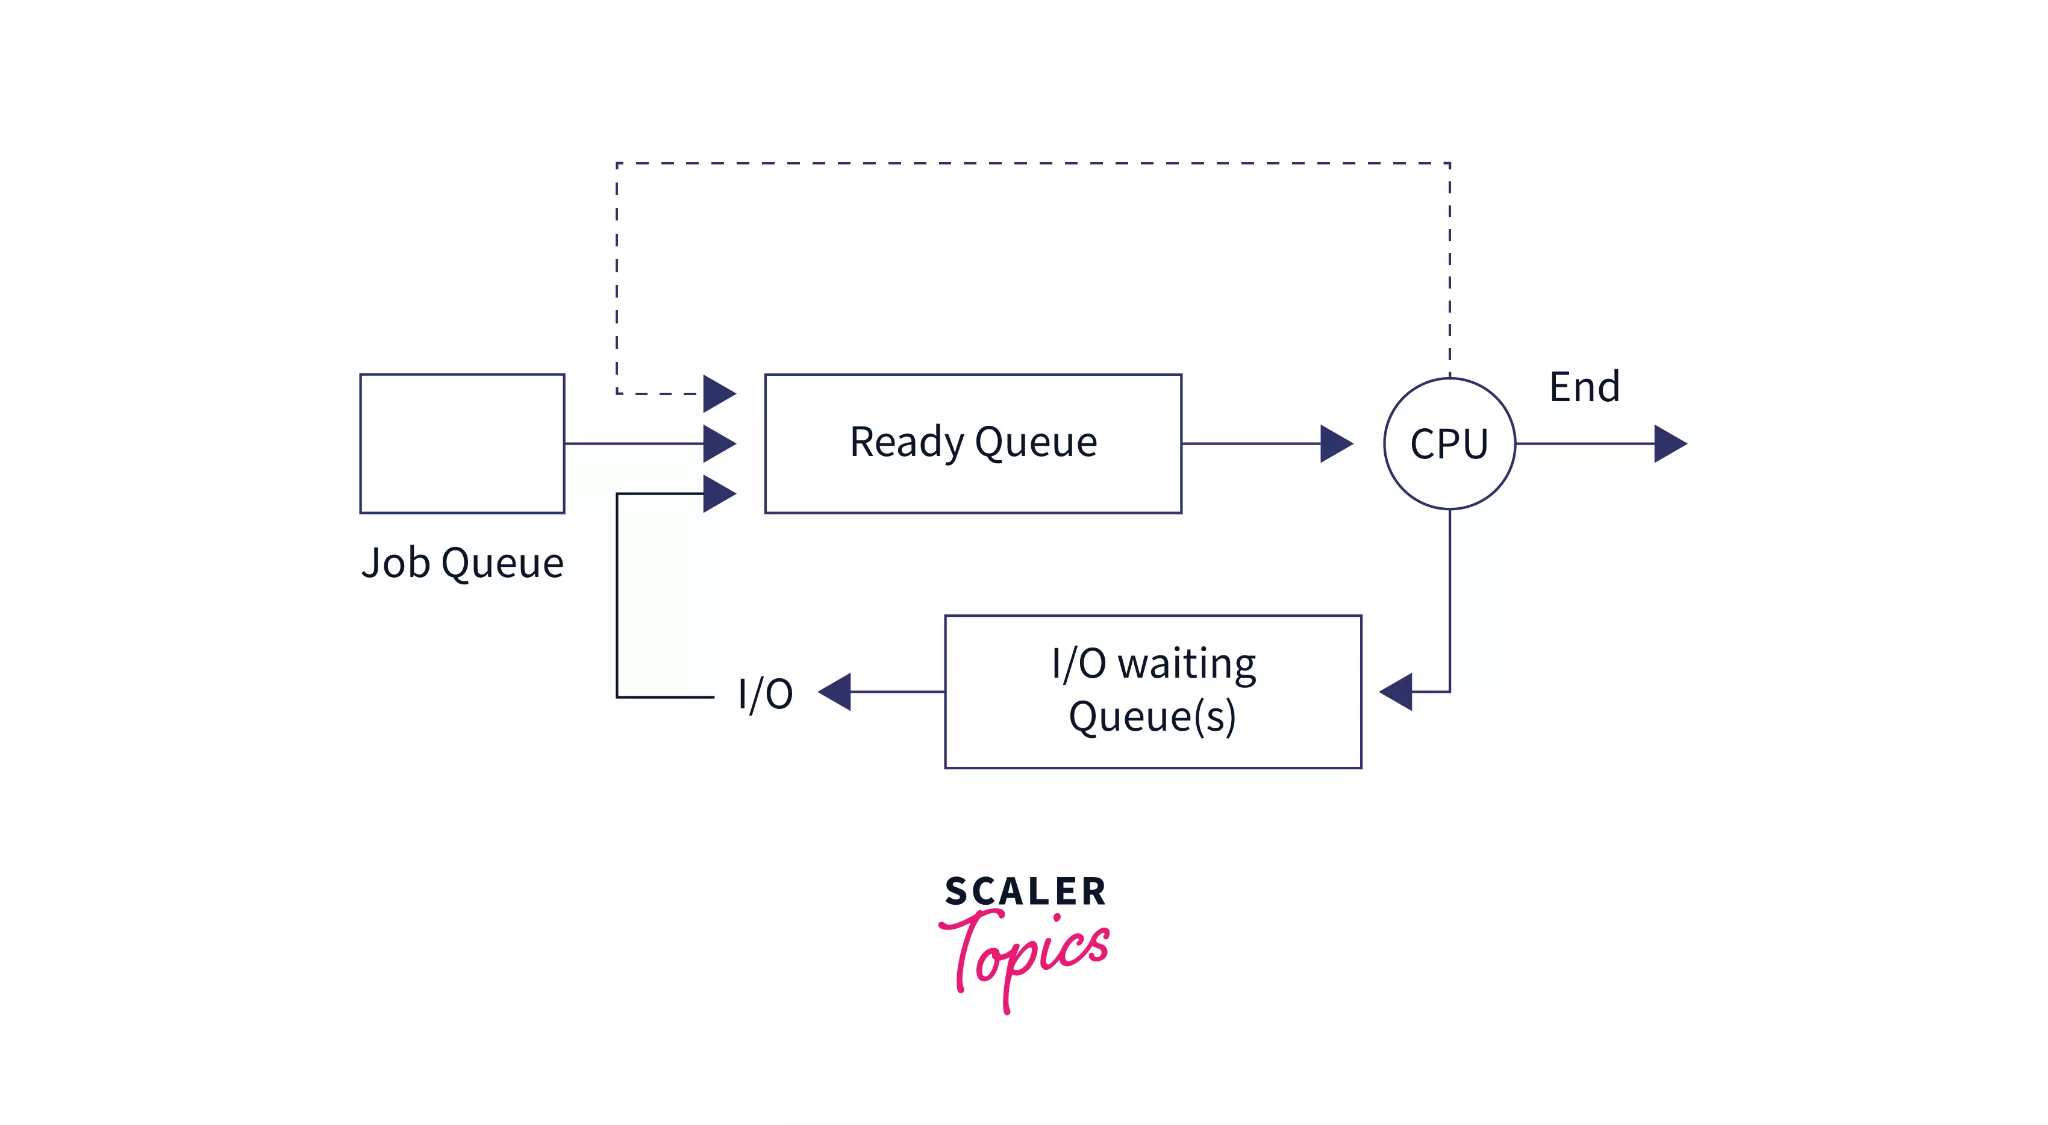 End
Ready Queue
CPU
Job Queue
I/O waiting
Queue(s)
I/O
SCALER
Topics